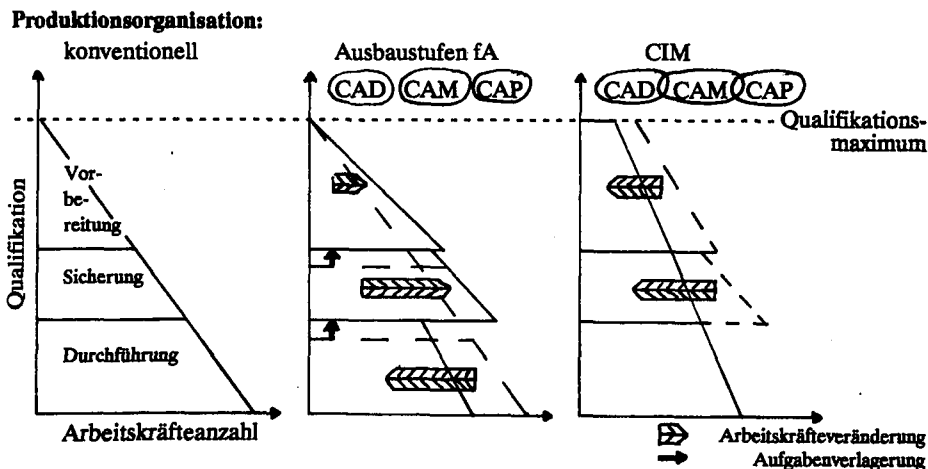 Produktionsorganisation:
konventionell
Ausbaustufen fA
CIM
CAD CAM CAP
CAD CAM CAP
Qualifikations-
maximum
Qualifikation
Vor-
be-
reitung
Sicherung
Durchführung
Arbeitskräfteanzahl
Arbeitskräfteveränderung
Aufgabenverlagerung